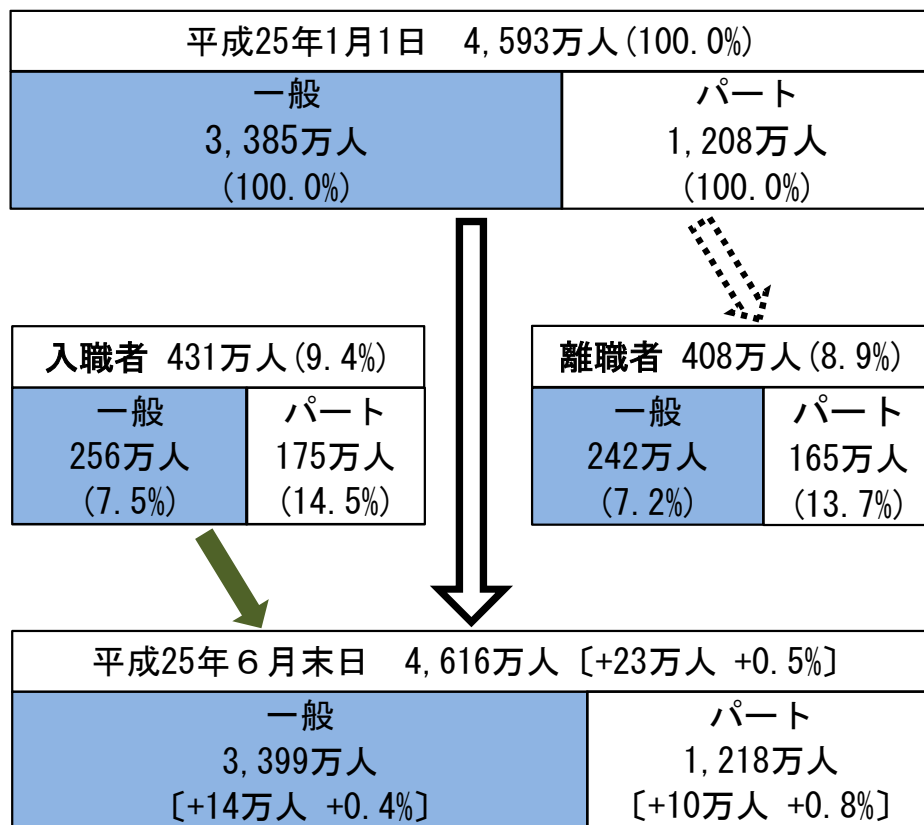 平成25年1月1日　4,593万人(100.0%)
一般
3,385万人
(100.0%)
パート
1,208万人
(100.0%)
入職者 431万人(9.4%)
一般
256万人
(7.5%)
パート
175万人
(14.5%)
離職者 408万人(8.9%)
一般
242万人
(7.2%)
パート
165万人
(13.7%)
平成25年６月末日　4,616万人〔+23万人 +0.5%〕
一般
3,399万人
〔+14万人 +0.4%〕
パート
1,218万人
〔+10万人 +0.8%〕